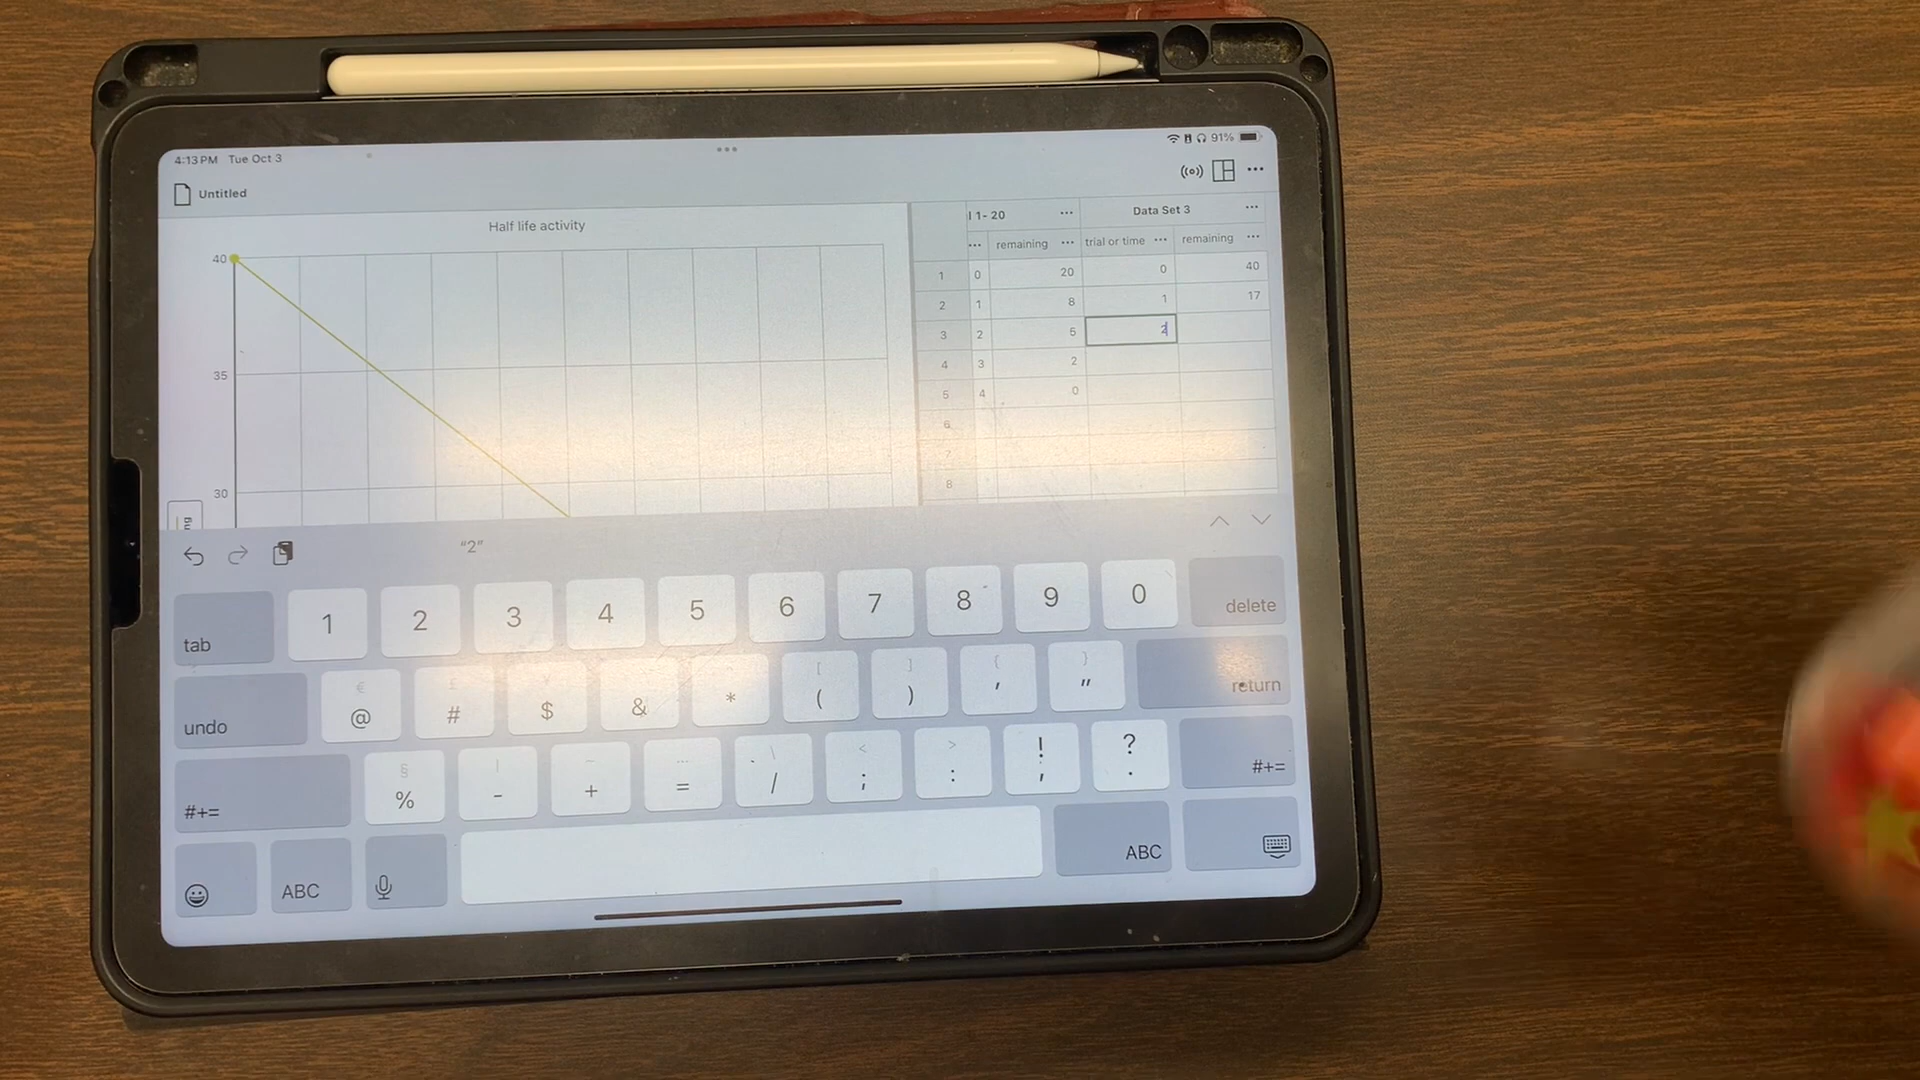 4:13 PM Tue Oct 3
91%
Untitled
Half life activity
40
35
30
l 1- 20
Data Set 3
remaining
trial or time
remaining
1 0 20 0 40
2 1 8 1 17
3 2 5 2
4 3 2
5 4 0
6
7
8
ng
"2"
tab 1 2 3 4 5 6 7 8 9 0 delete
undo @ # $ & * ( ) ' " return
€ £ ¥ [ ] { }
#+= % - + = / ; : ! , ? . #+=
§ | ~ … \ < >
ABC ABC